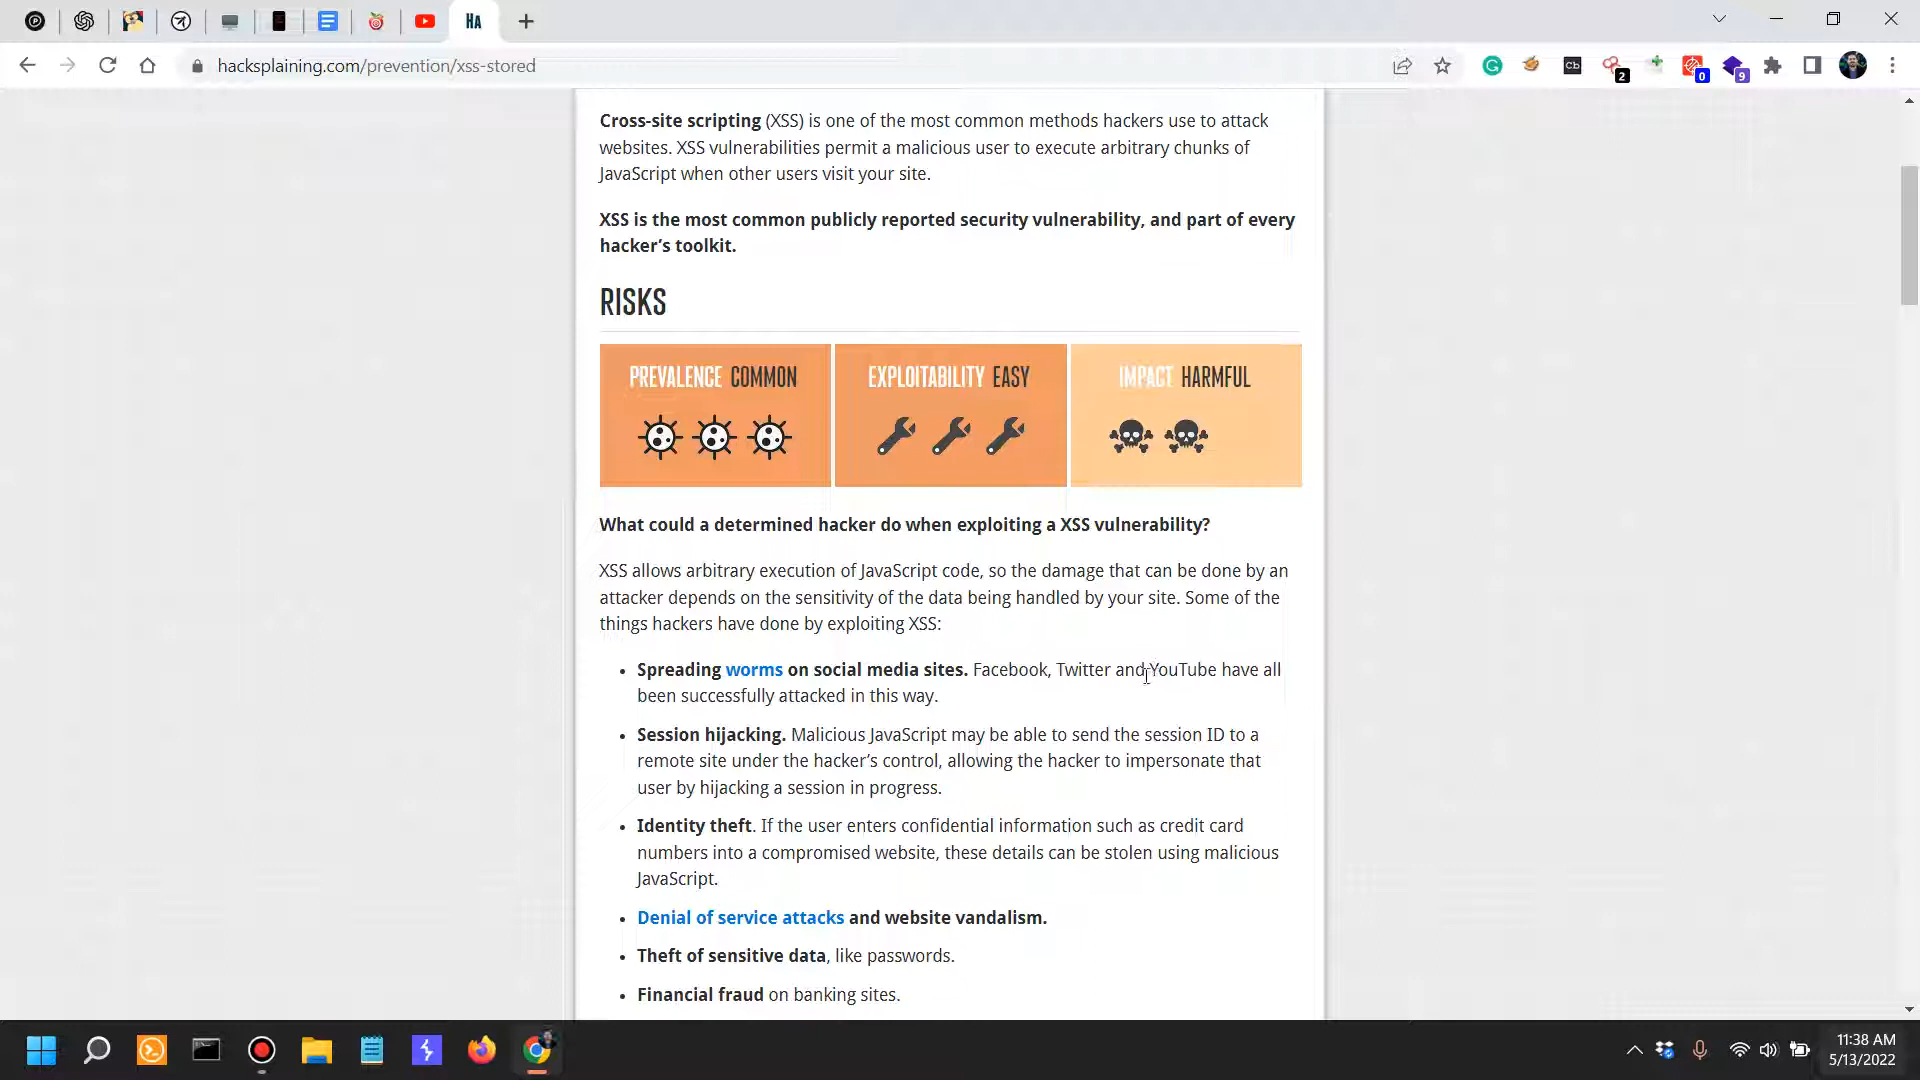 HA
hacksplaining.com/prevention/xss-stored
Cb
2
0
9
Cross-site scripting (XSS) is one of the most common methods hackers use to attack
websites. XSS vulnerabilities permit a malicious user to execute arbitrary chunks of
JavaScript when other users visit your site.
XSS is the most common publicly reported security vulnerability, and part of every
hacker’s toolkit.
RISKS
PREVALENCE COMMON
EXPLOITABILITY EASY
IMPACT HARMFUL
What could a determined hacker do when exploiting a XSS vulnerability?
XSS allows arbitrary execution of JavaScript code, so the damage that can be done by an
attacker depends on the sensitivity of the data being handled by your site. Some of the
things hackers have done by exploiting XSS:
• Spreading worms on social media sites. Facebook, Twitter and YouTube have all
been successfully attacked in this way.
• Session hijacking. Malicious JavaScript may be able to send the session ID to a
remote site under the hacker’s control, allowing the hacker to impersonate that
user by hijacking a session in progress.
• Identity theft. If the user enters confidential information such as credit card
numbers into a compromised website, these details can be stolen using malicious
JavaScript.
• Denial of service attacks and website vandalism.
• Theft of sensitive data, like passwords.
• Financial fraud on banking sites.
11:38 AM
5/13/2022